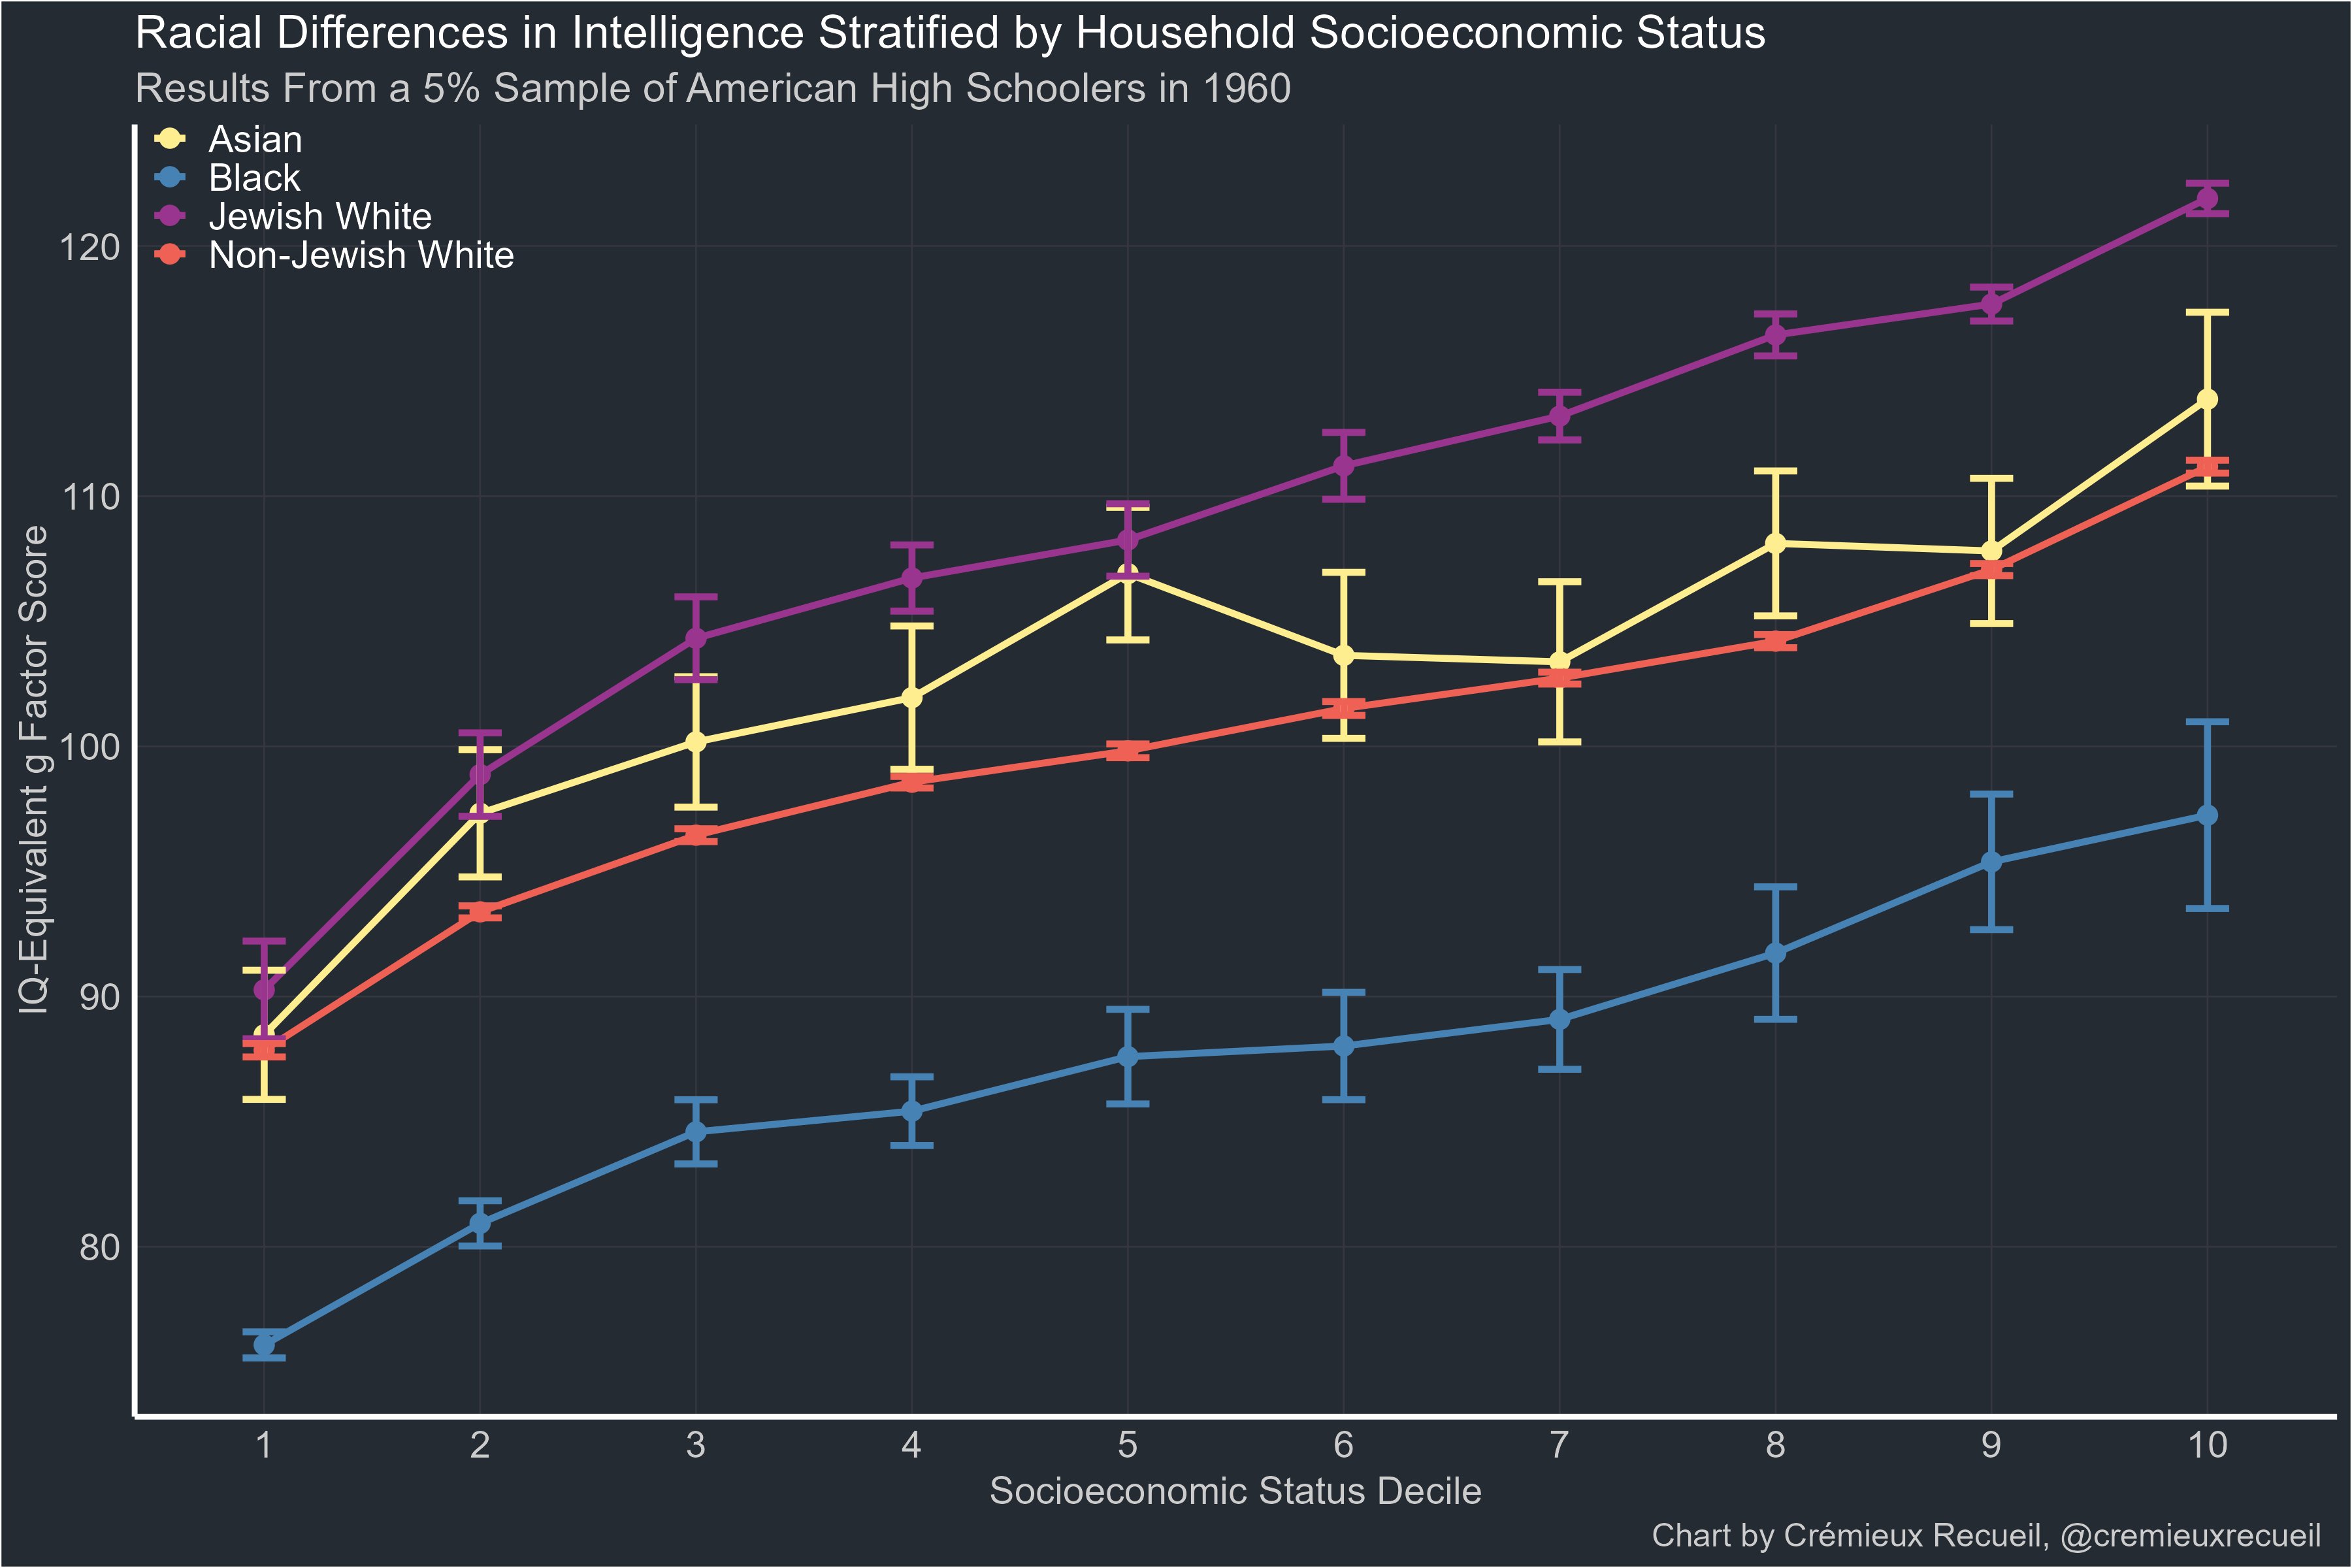 Racial Differences in Intelligence Stratified by Household Socioeconomic Status
Results From a 5% Sample of American High Schoolers in 1960
Asian
Black
Jewish White
Non-Jewish White
IQ-Equivalent g Factor Score
120
110
100
90
80
1 2 3 4 5 6 7 8 9 10
Socioeconomic Status Decile
Chart by Crémieux Recueil, @cremieuxrecueil